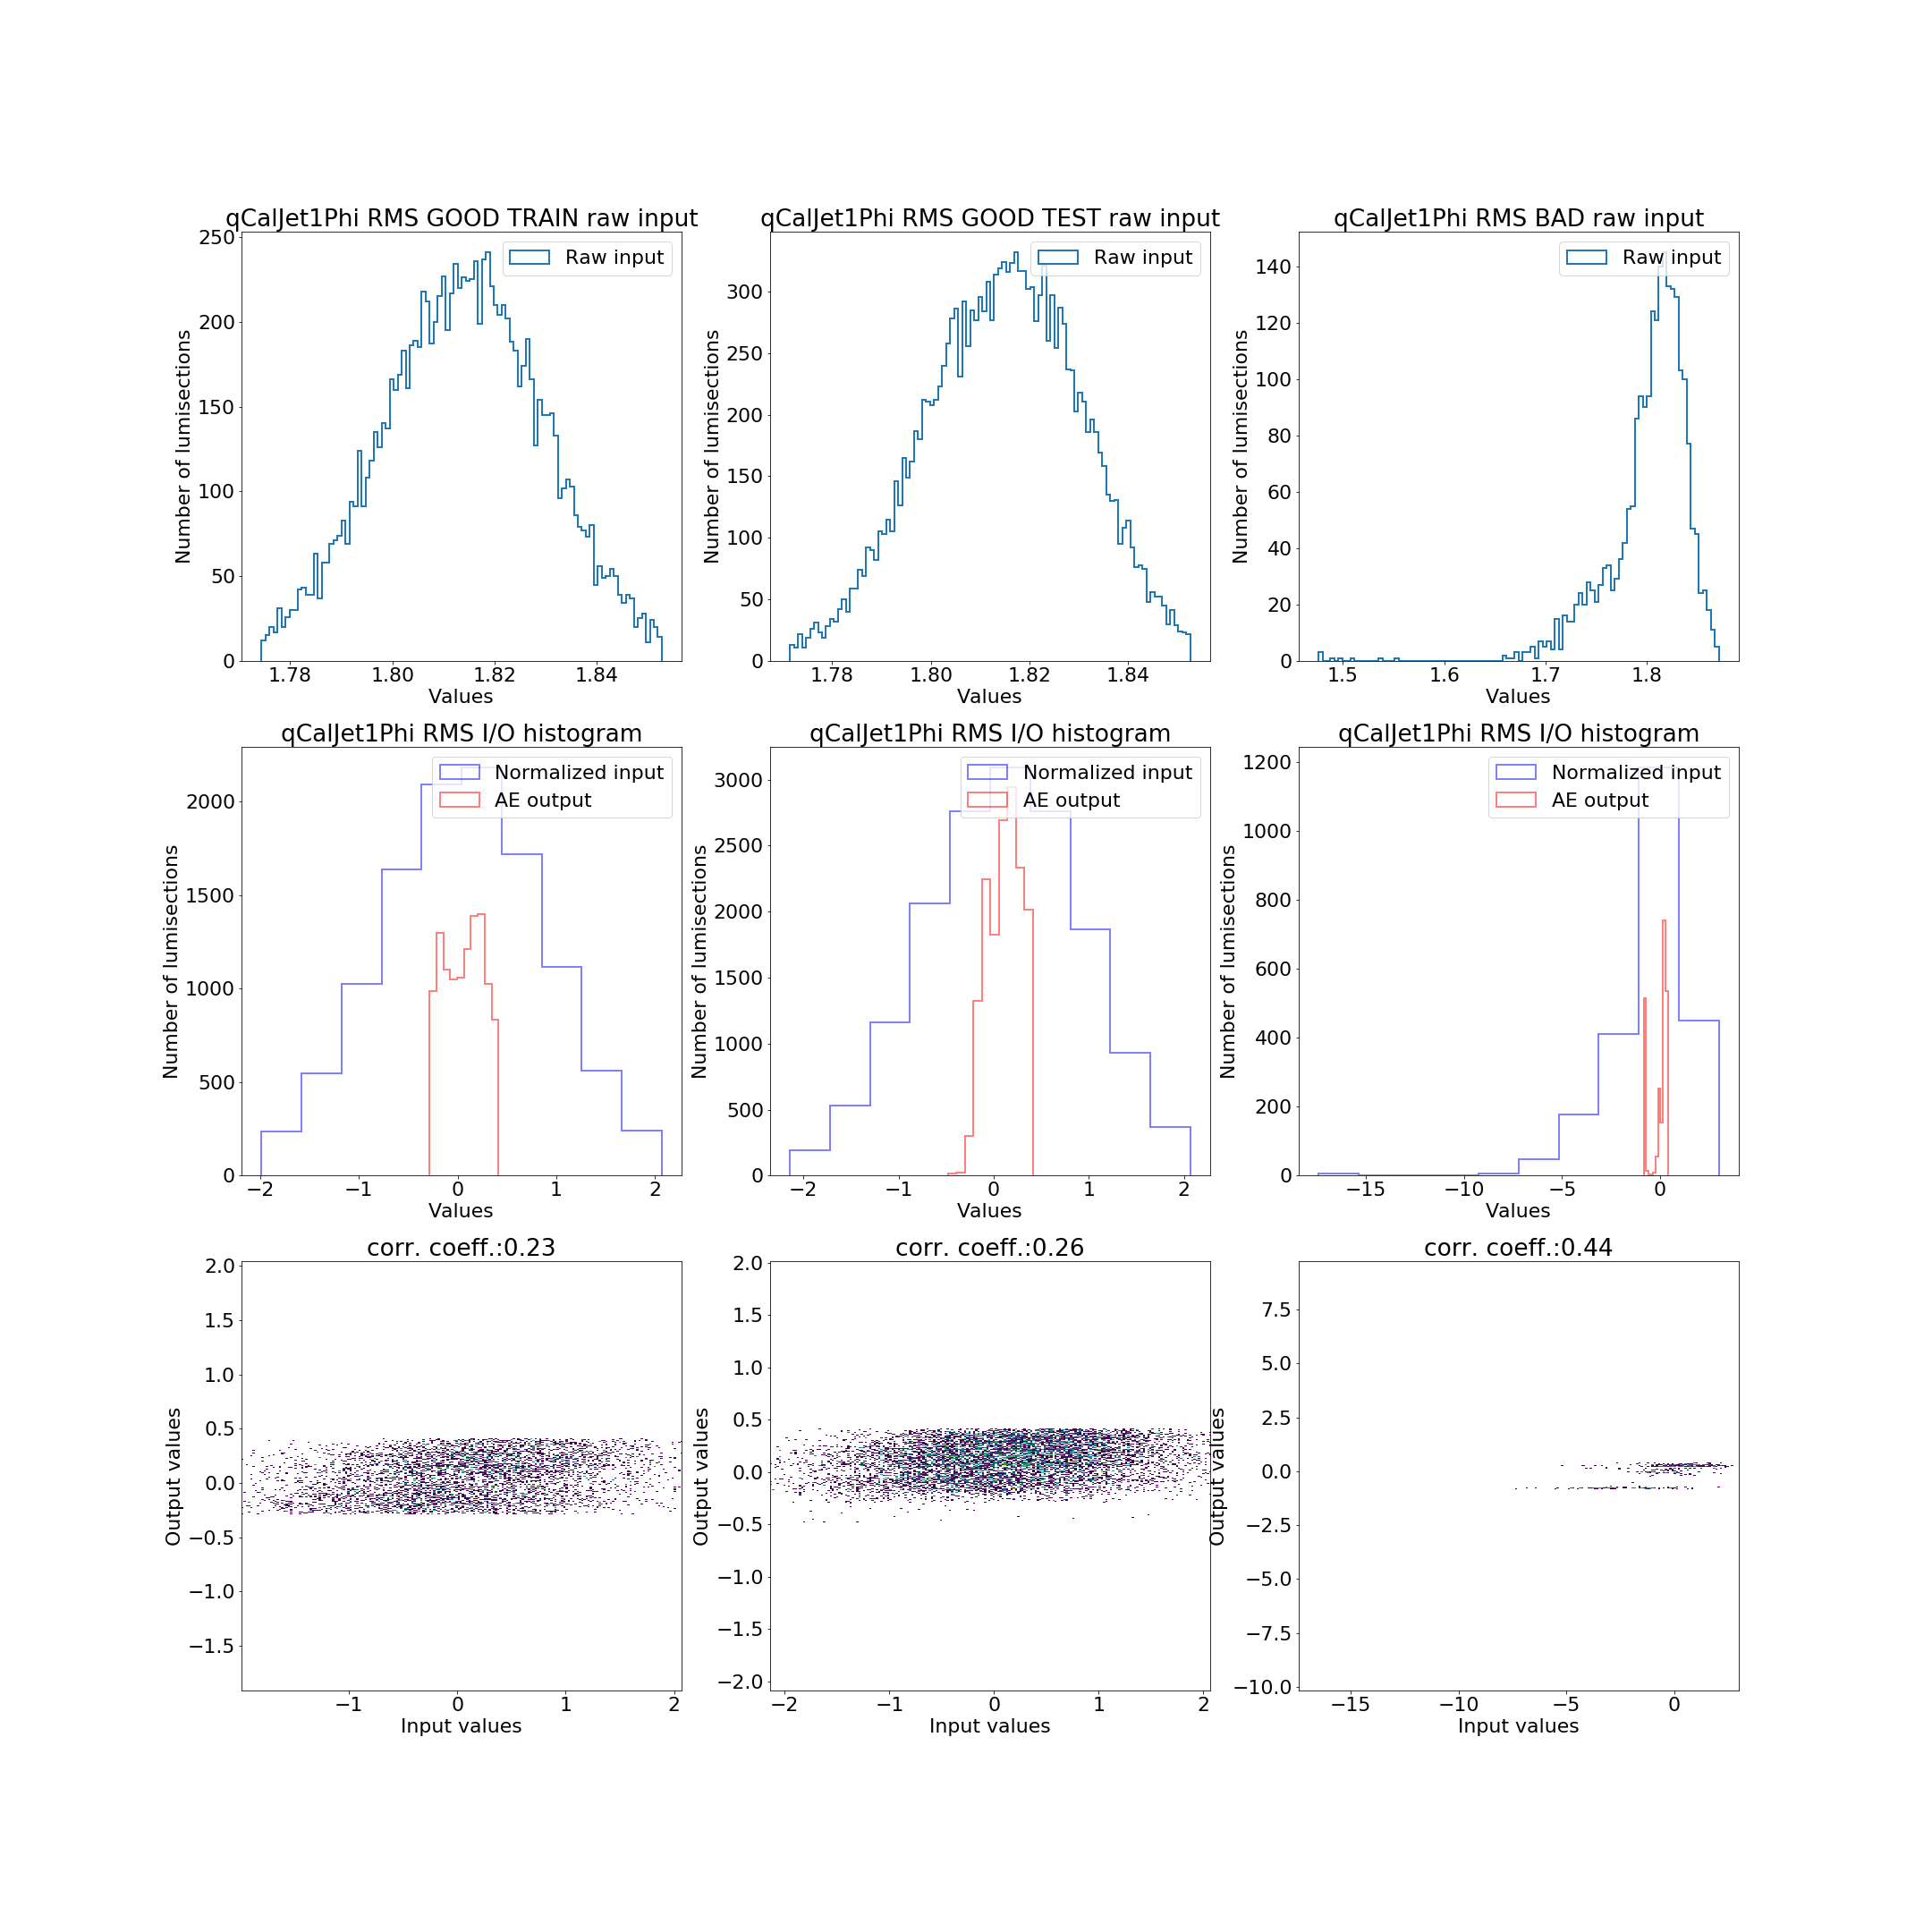 qCalJet1Phi RMS GOOD TRAIN raw input
Raw input
250
200
150
100
50
0
Number of lumisections
1.78 1.80 1.82 1.84
Values
qCalJet1Phi RMS GOOD TEST raw input
Raw input
300
250
200
150
100
50
0
Number of lumisections
1.78 1.80 1.82 1.84
Values
qCalJet1Phi RMS BAD raw input
Raw input
140
120
100
80
60
40
20
0
Number of lumisections
1.5 1.6 1.7 1.8
Values
qCalJet1Phi RMS I/O histogram
Normalized input
AE output
2000
1500
1000
500
0
Number of lumisections
−2 −1 0 1 2
Values
qCalJet1Phi RMS I/O histogram
Normalized input
AE output
3000
2500
2000
1500
1000
500
0
Number of lumisections
−2 −1 0 1 2
Values
qCalJet1Phi RMS I/O histogram
Normalized input
AE output
1200
1000
800
600
400
200
0
Number of lumisections
−15 −10 −5 0
Values
corr. coeff.:0.23
2.0
1.5
1.0
0.5
0.0
−0.5
−1.0
−1.5
Output values
−1 0 1 2
Input values
corr. coeff.:0.26
2.0
1.5
1.0
0.5
0.0
−0.5
−1.0
−1.5
−2.0
Output values
−2 −1 0 1 2
Input values
corr. coeff.:0.44
7.5
5.0
2.5
0.0
−2.5
−5.0
−7.5
−10.0
Output values
−15 −10 −5 0
Input values